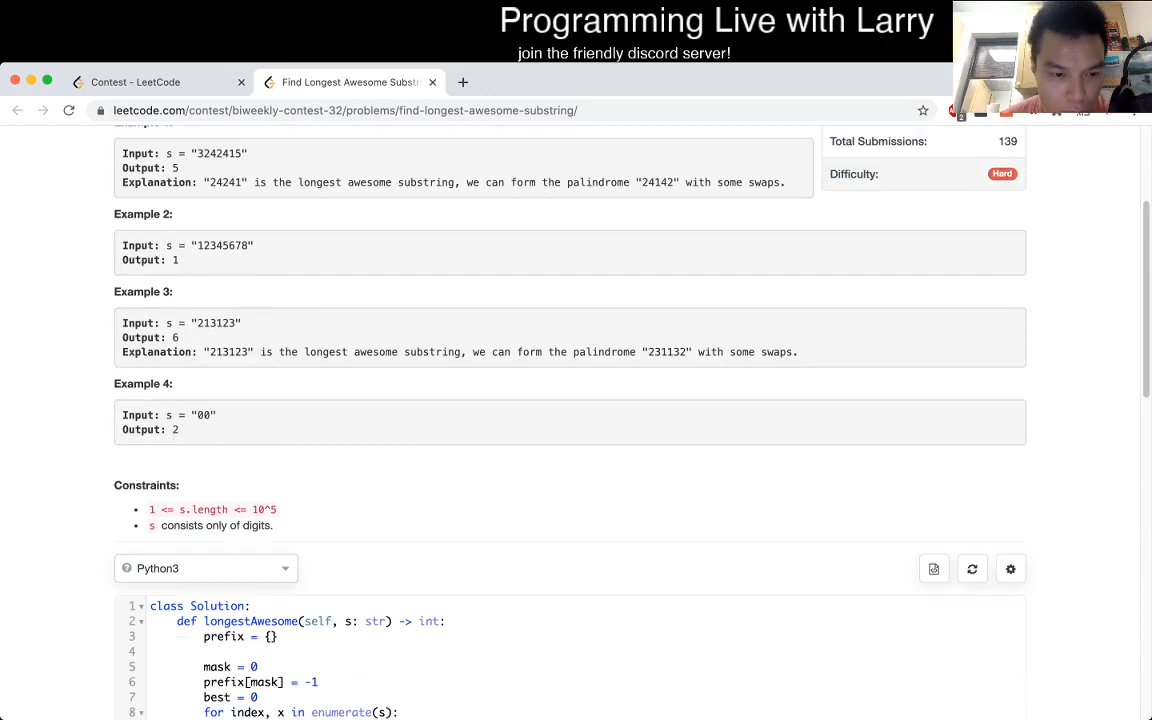 Programming Live with Larry
join the friendly discord server!
Contest - LeetCode
Find Longest Awesome Substri
leetcode.com/contest/biweekly-contest-32/problems/find-longest-awesome-substring/
2
Input: s = "3242415"
Output: 5
Explanation: "24241" is the longest awesome substring, we can form the palindrome "24142" with some swaps.
Total Submissions: 139
Difficulty: Hard
Example 2:
Input: s = "12345678"
Output: 1
Example 3:
Input: s = "213123"
Output: 6
Explanation: "213123" is the longest awesome substring, we can form the palindrome "231132" with some swaps.
Example 4:
Input: s = "00"
Output: 2
Constraints:
• 1 <= s.length <= 10^5
• s consists only of digits.
Python3
1 class Solution:
2 def longestAwesome(self, s: str) -> int:
3 prefix = {}
4
5 mask = 0
6 prefix[mask] = -1
7 best = 0
8 for index, x in enumerate(s):